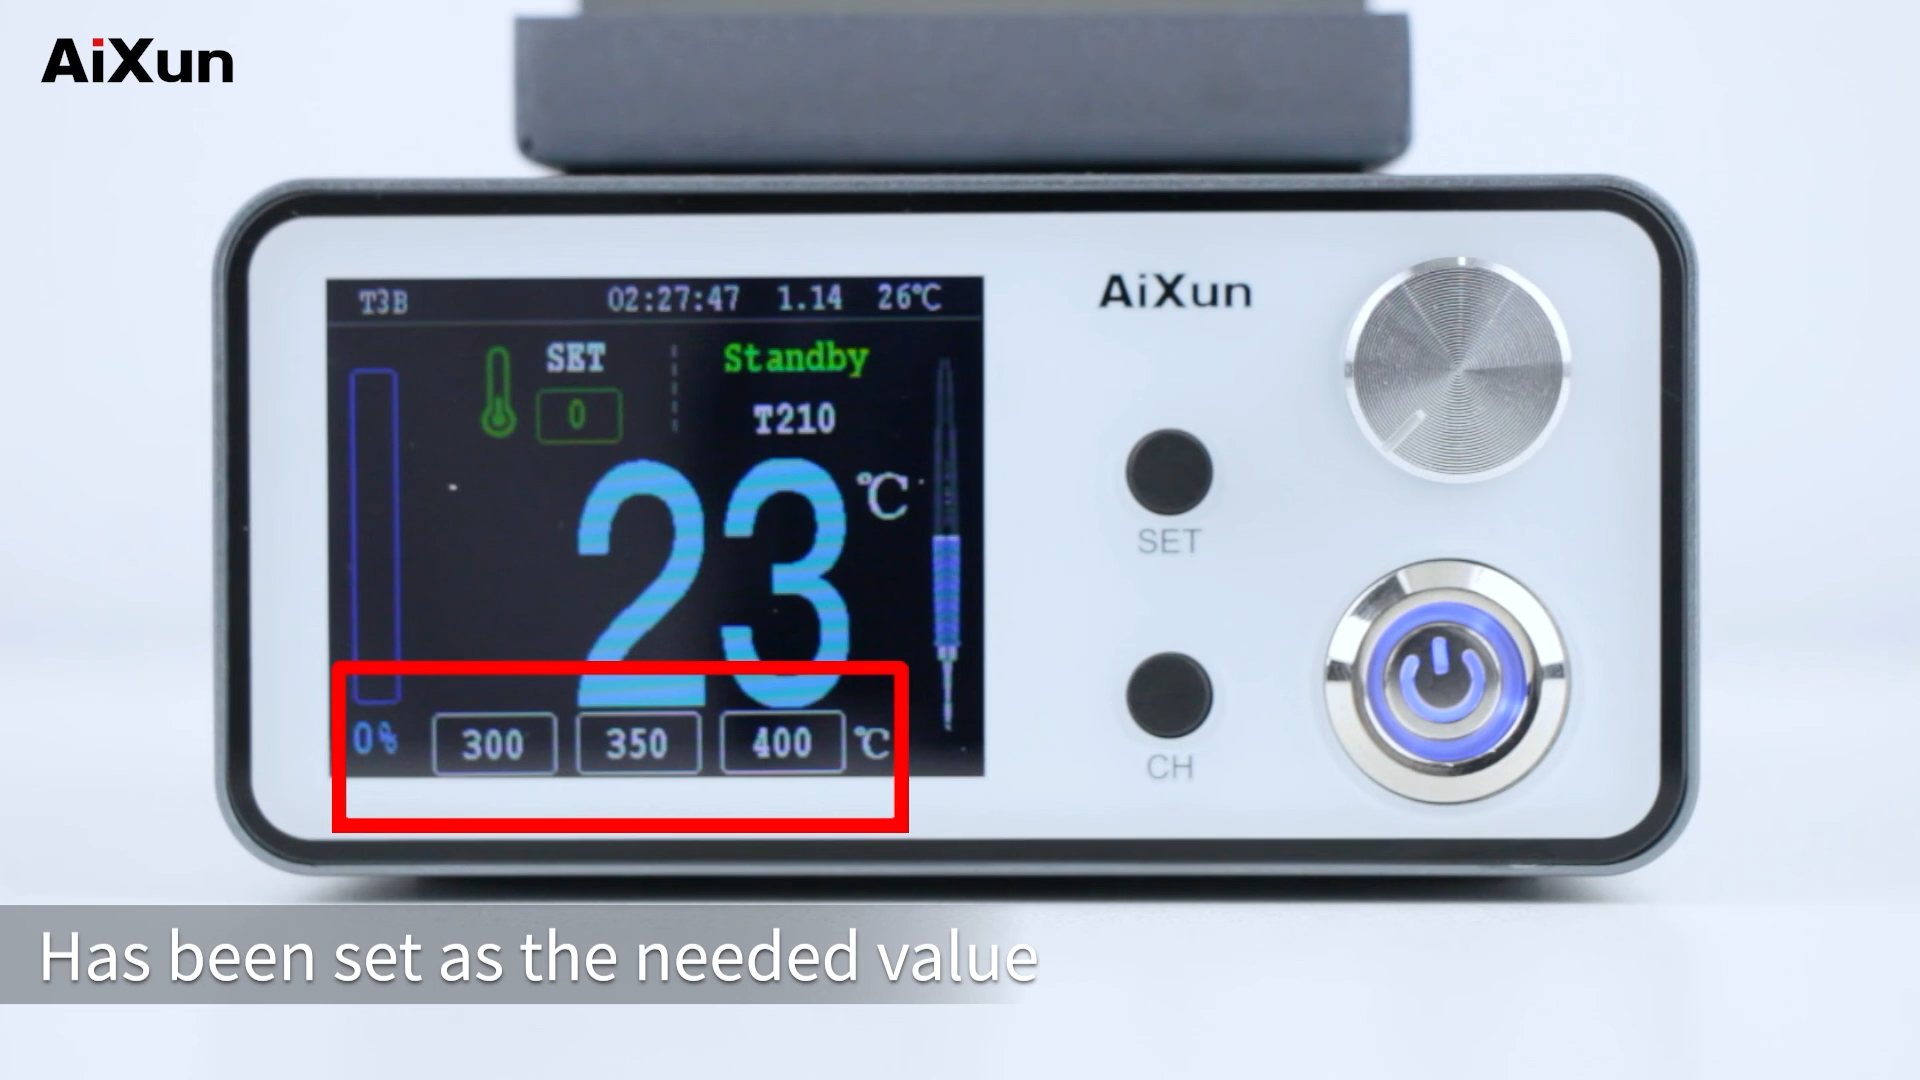 AiXun
T3B 02:27:47 1.14 26℃
SET Standby
0 T210
23 ℃
0% 300 350 400 ℃
AiXun
SET
CH
Has been set as the needed value